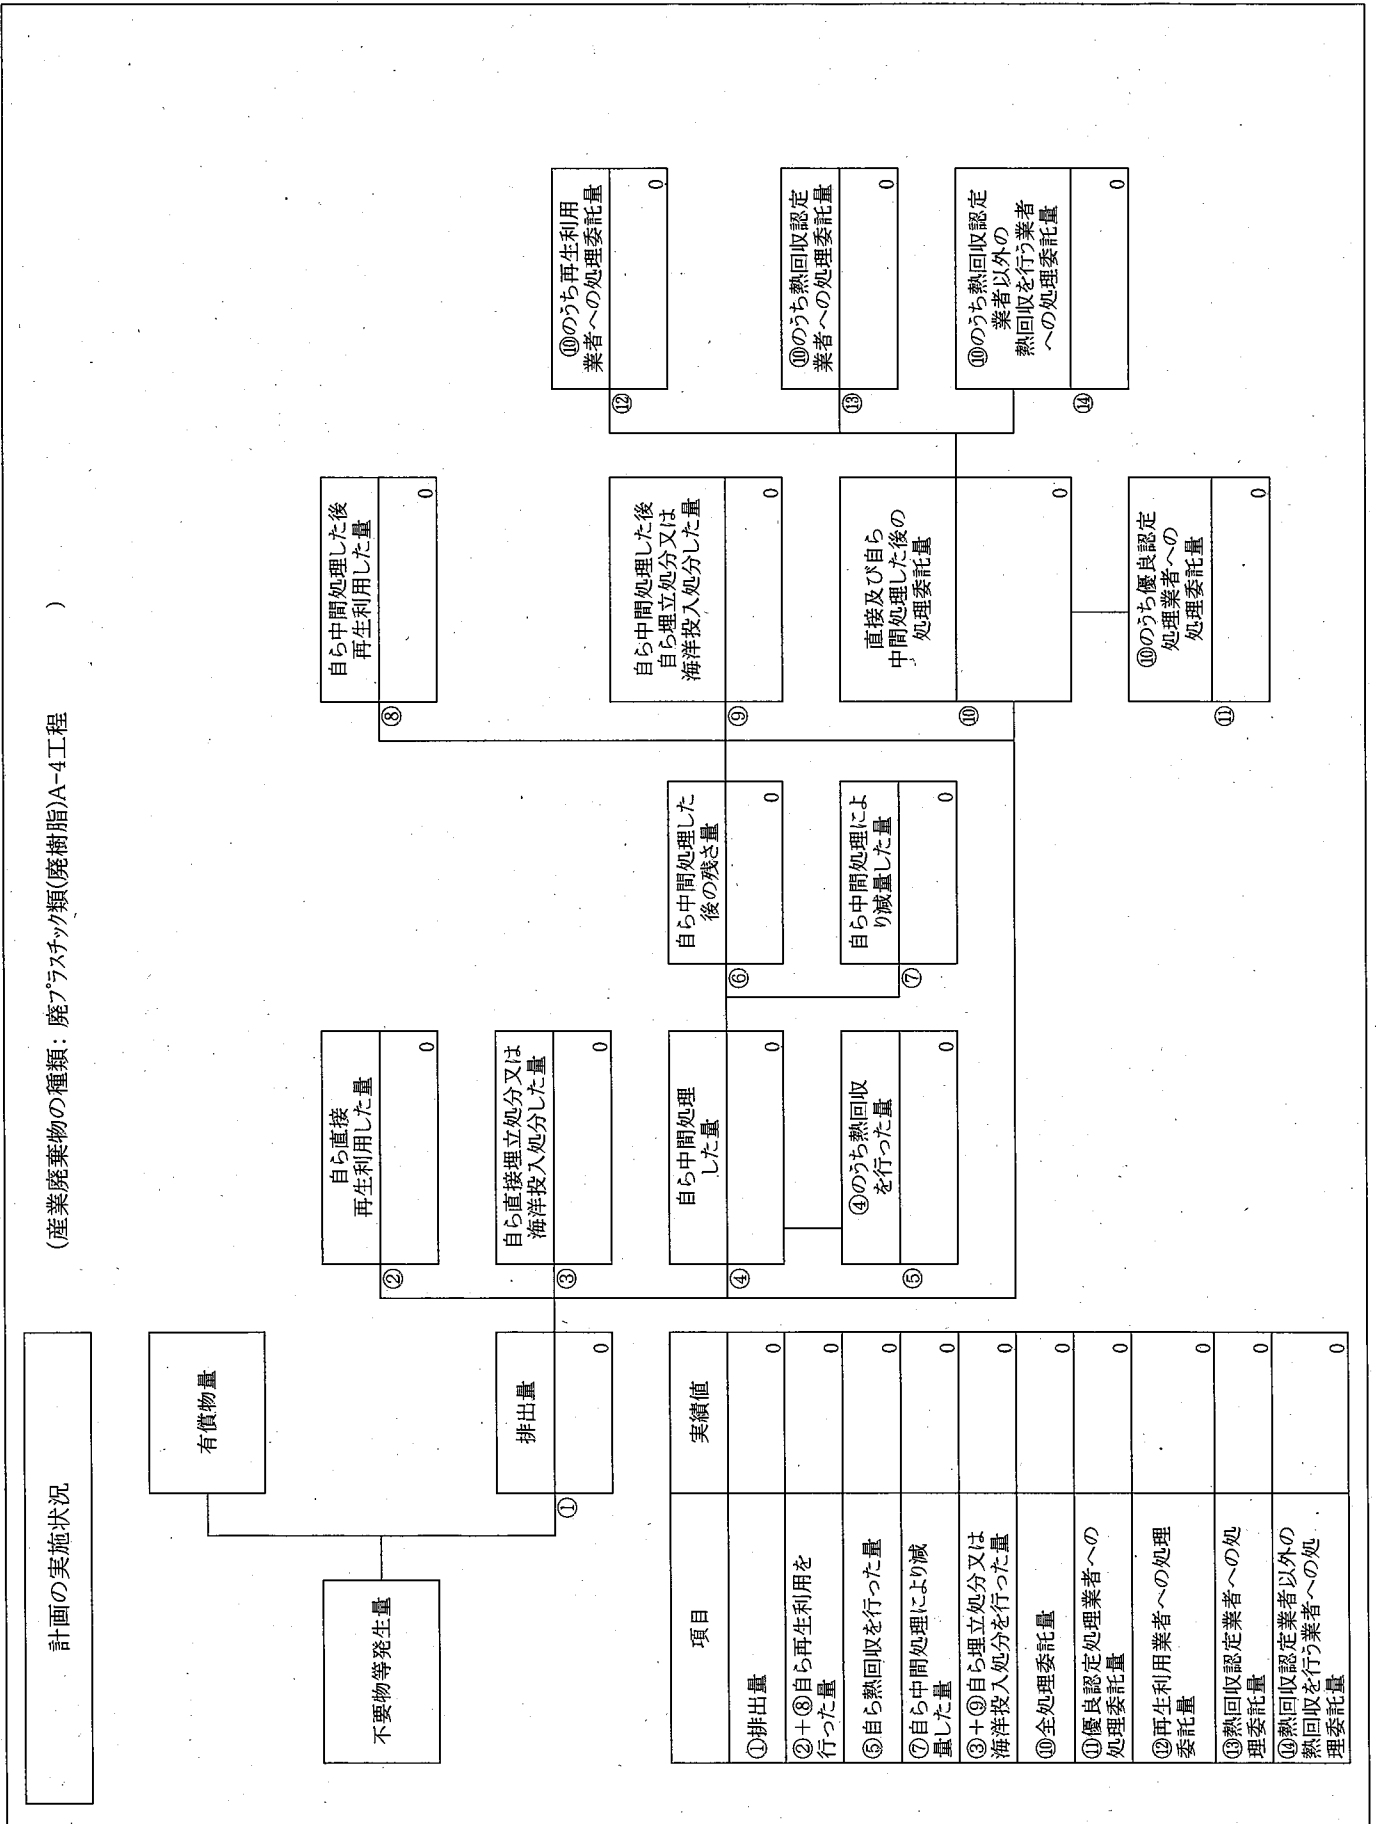 計画の実施状況
(産業廃棄物の種類：廃プラスチック類(廃樹脂)A-4工程 )
不要物等発生量
有償物量
①
排出量
0
②
自ら直接
再生利用した量
0
③
自ら直接埋立処分又は
海洋投入処分した量
0
④
自ら中間処理
した量
0
⑤
④のうち熱回収
を行った量
0
⑥
自ら中間処理した
後の残さ量
0
⑦
自ら中間処理によ
り減量した量
0
⑧
自ら中間処理した後
再生利用した量
0
⑨
自ら中間処理した後
自ら埋立処分又は
海洋投入処分した量
0
⑩
直接及び自ら
中間処理した後の
処理委託量
0
⑪
⑩のうち優良認定
処理業者への
処理委託量
0
⑫
⑩のうち再生利用
業者への処理委託量
0
⑬
⑩のうち熱回収認定
業者への処理委託量
0
⑭
⑩のうち熱回収認定
業者以外の
熱回収を行う業者
への処理委託量
0
項目 実績値
①排出量 0
②＋⑧自ら再生利用を
行った量 0
⑤自ら熱回収を行った量 0
⑦自ら中間処理により減
量した量 0
③＋⑨自ら埋立処分又は
海洋投入処分を行った量 0
⑩全処理委託量 0
⑪優良認定処理業者への
処理委託量 0
⑫再生利用業者への処理
委託量 0
⑬熱回収認定業者への処
理委託量 0
⑭熱回収認定業者以外の
熱回収を行う業者への処
理委託量 0